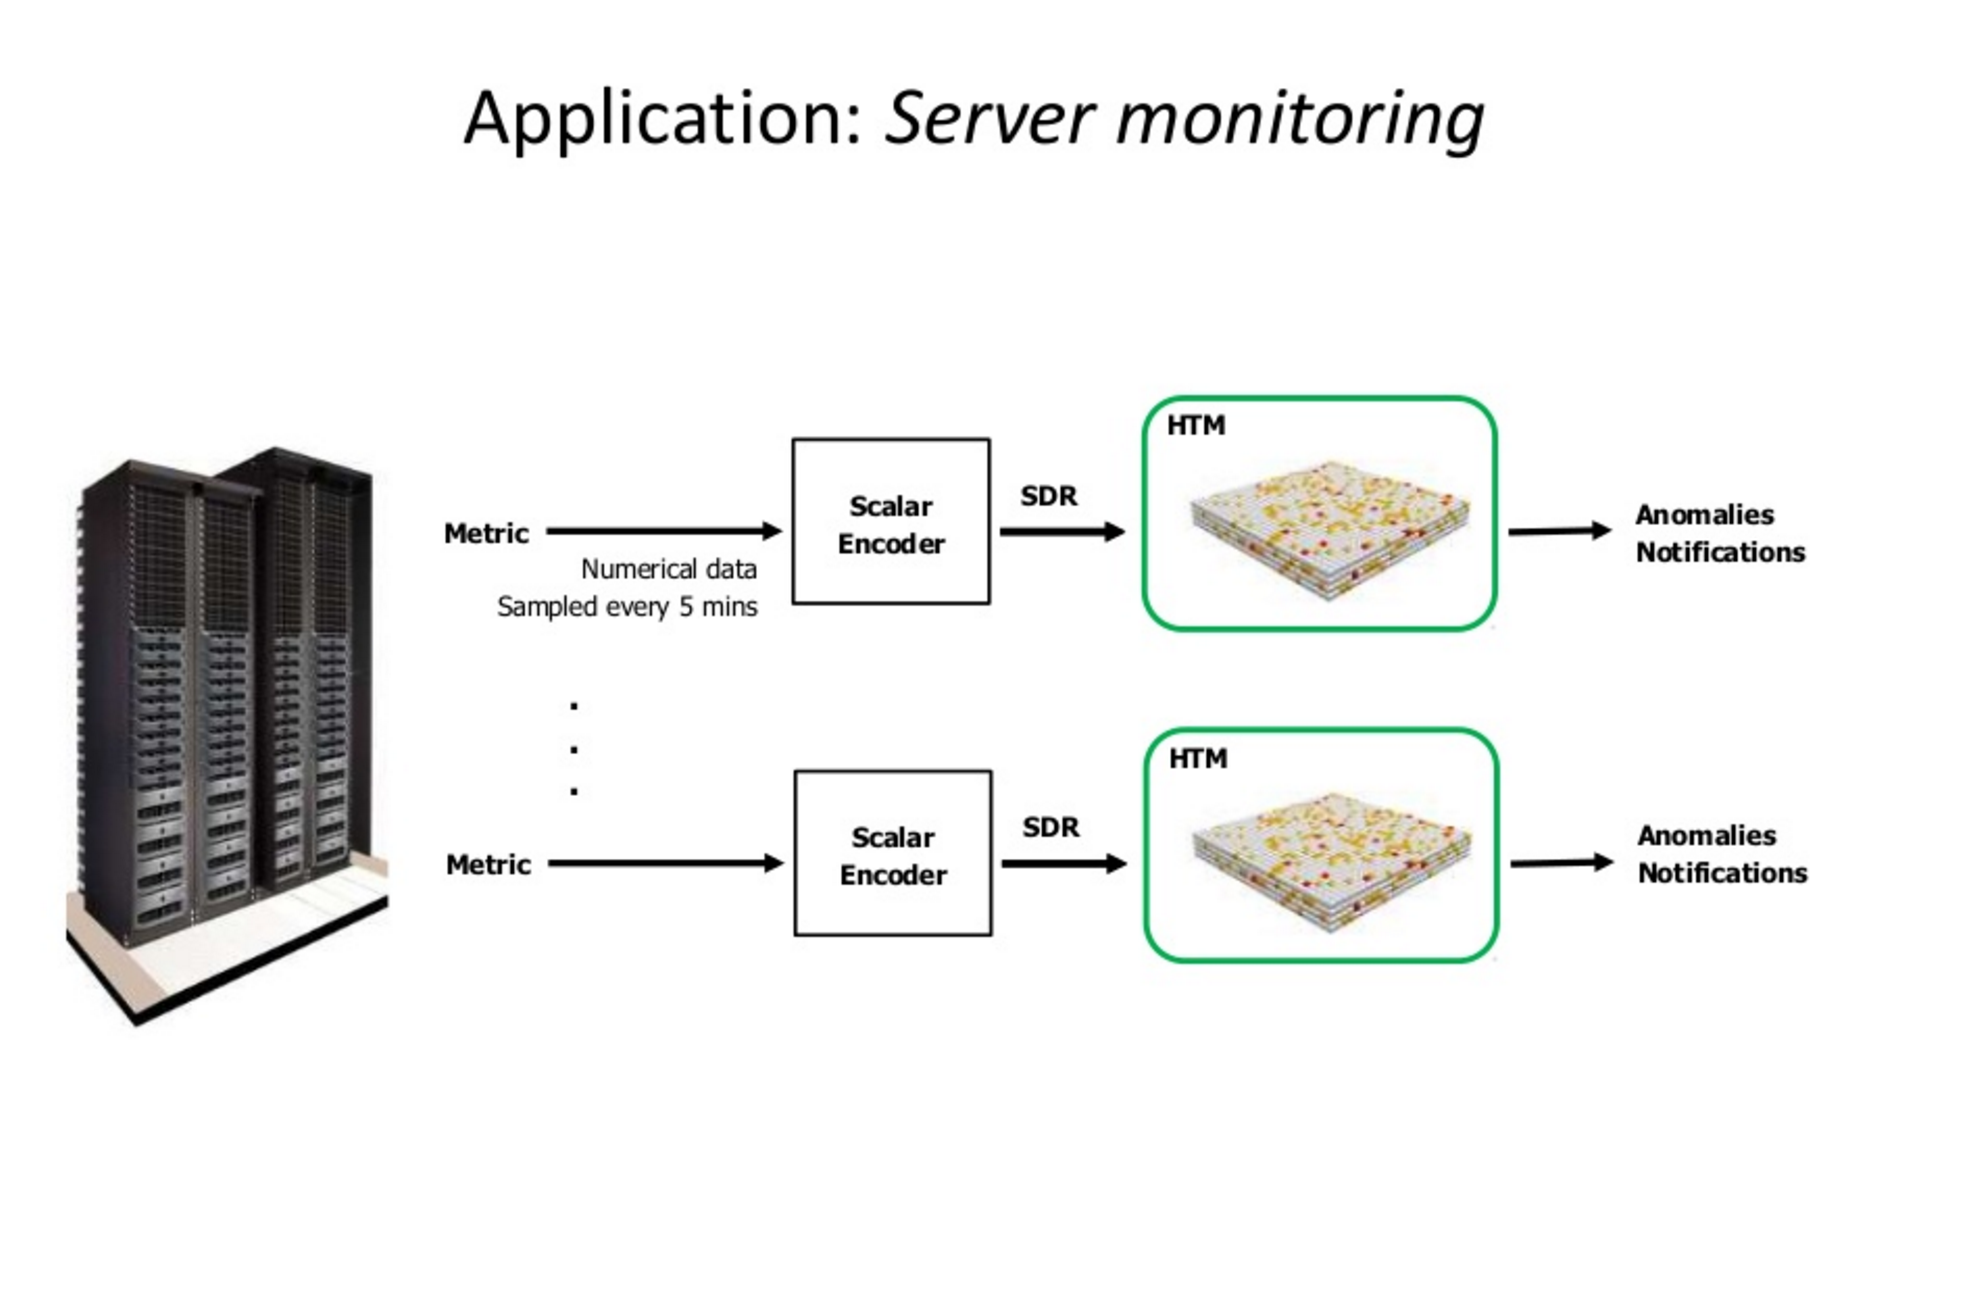 Application: Server monitoring
HTM
Metric
Numerical data
Sampled every 5 mins
Scalar
Encoder
SDR
Anomalies
Notifications
.
.
.
HTM
Metric
Scalar
Encoder
SDR
Anomalies
Notifications